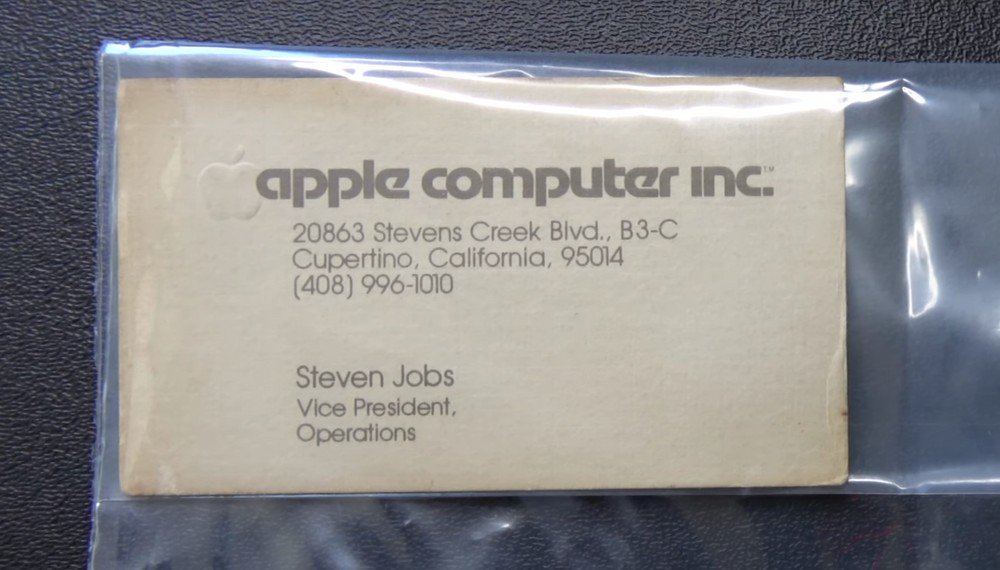 apple computer inc.™
20863 Stevens Creek Blvd., B3-C
Cupertino, California, 95014
(408) 996-1010
Steven Jobs
Vice President,
Operations